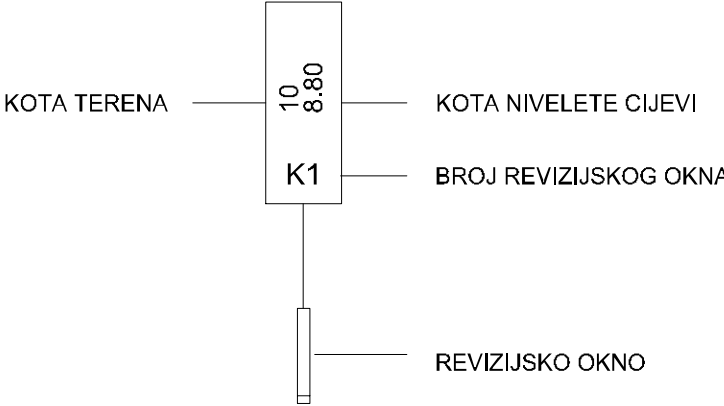 KOTA TERENA
10
8.80
KOTA NIVELETE CIJEVI
K1
BROJ REVIZIJSKOG OKNA
REVIZIJSKO OKNO